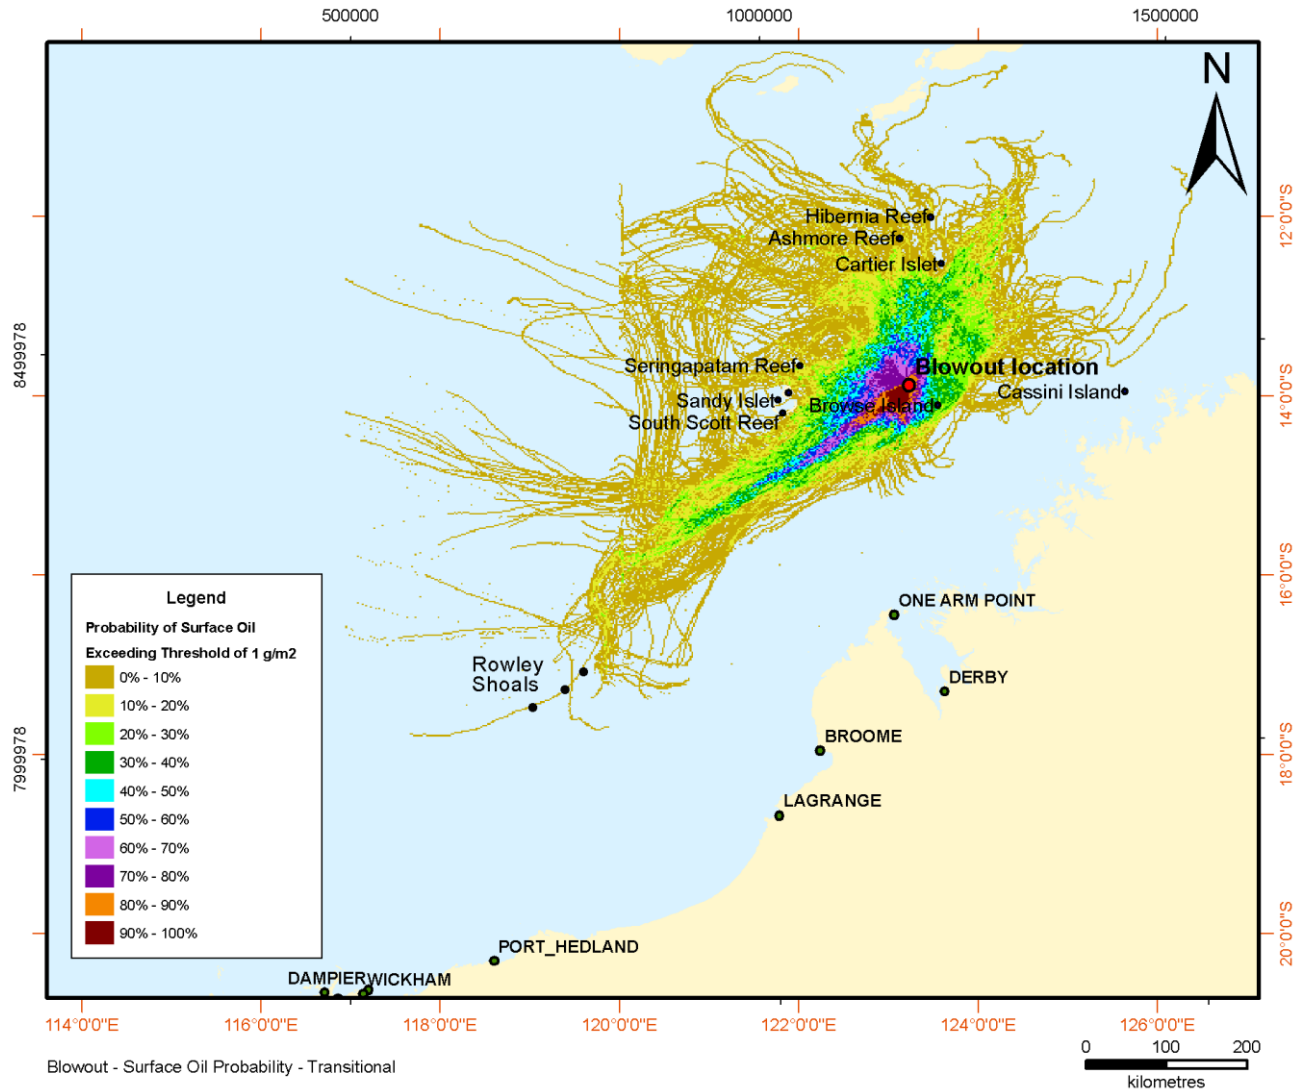 500000
1000000
1500000
N
Hibernia Reef
Ashmore Reef
Cartier Islet
12°0'0"S
8499978
Seringapatam Reef
Blowout location
Sandy Islet
Browse Island
Cassini Island
14°0'0"S
South Scott Reef
16°0'0"S
Legend
Probability of Surface Oil
Exceeding Threshold of 1 g/m2
0% - 10%
10% - 20%
20% - 30%
30% - 40%
40% - 50%
50% - 60%
60% - 70%
70% - 80%
80% - 90%
90% - 100%
Rowley
Shoals
ONE ARM POINT
DERBY
BROOME
7999978
18°0'0"S
LAGRANGE
PORT_HEDLAND
20°0'0"S
DAMPIER
WICKHAM
114°0'0"E
116°0'0"E
118°0'0"E
120°0'0"E
122°0'0"E
124°0'0"E
126°0'0"E
Blowout - Surface Oil Probability - Transitional
0 100 200
kilometres